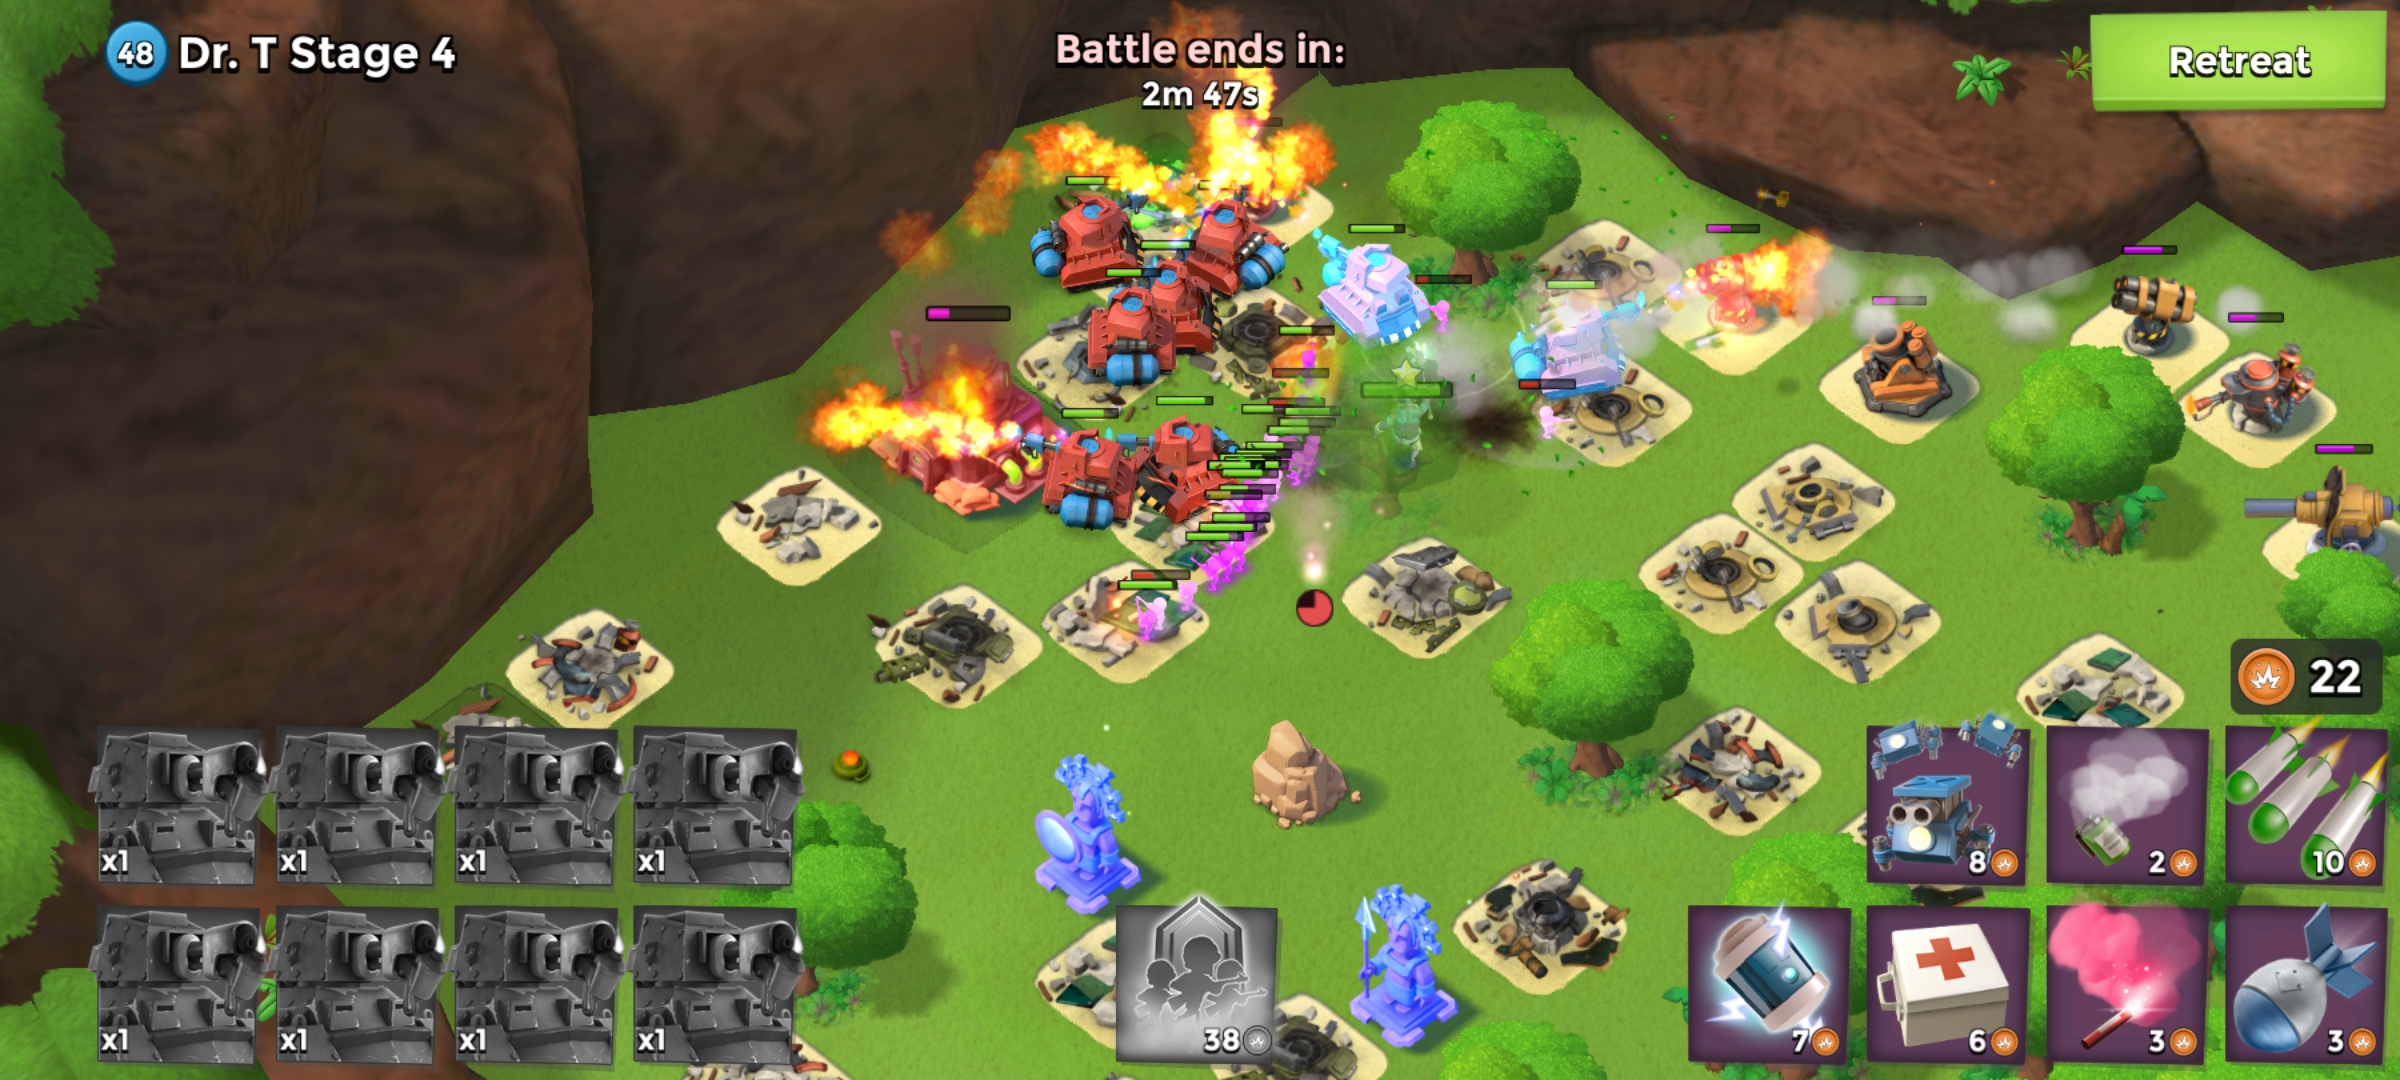 48 Dr. T Stage 4
Battle ends in:
2m 47s
Retreat
22
8
2
10
x1
x1
x1
x1
x1
x1
x1
x1
38
7
6
3
3